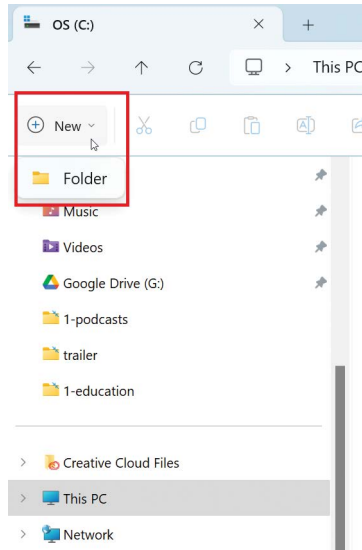 OS (C:)
This PC
New
Folder
Music
Videos
Google Drive (G:)
1-podcasts
trailer
1-education
Creative Cloud Files
This PC
Network